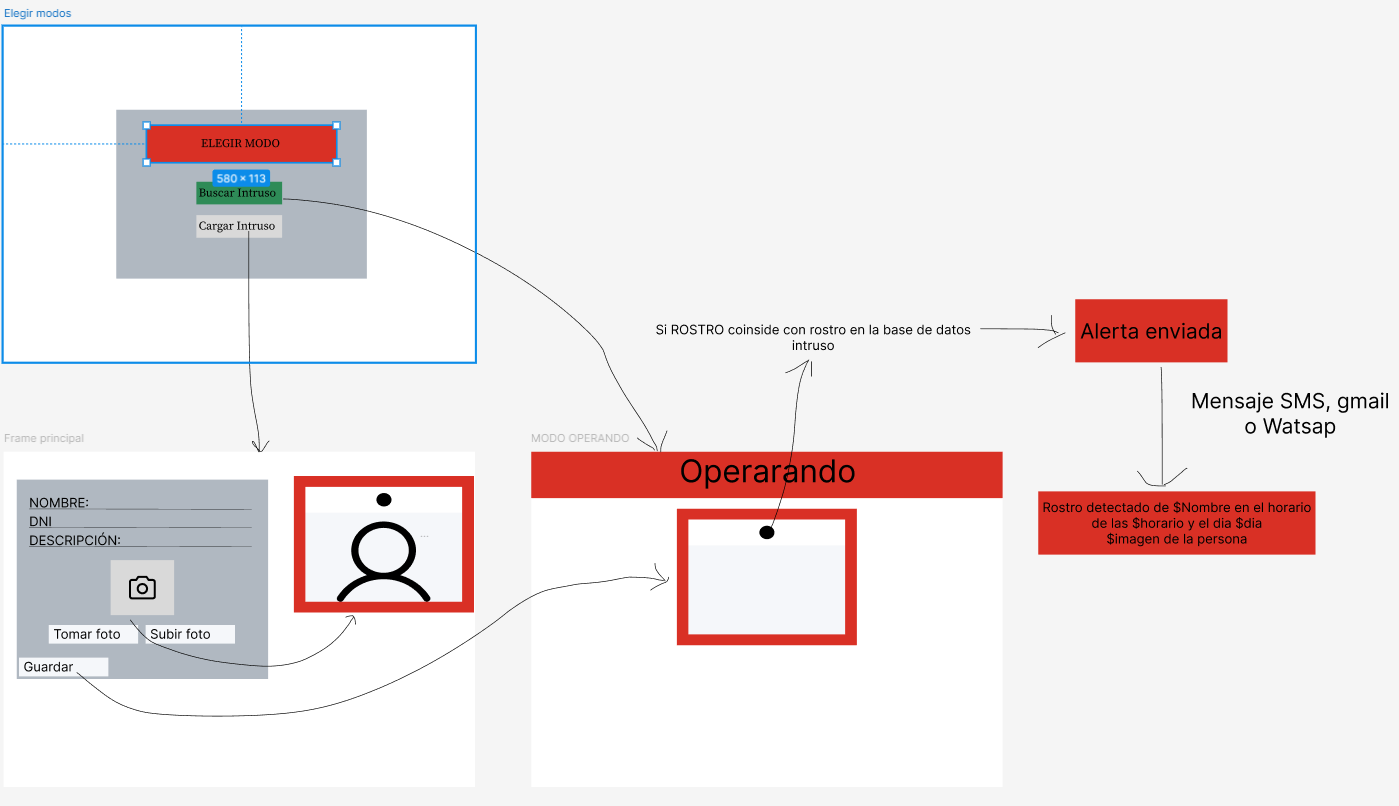 Elegir modos
ELEGIR MODO
580 × 113
Buscar Intruso
Cargar Intruso
Si ROSTRO coinside con rostro en la base de datos
intruso
Alerta enviada
Mensaje SMS, gmail
o Watsap
Frame principal
MODO OPERANDO
Operarando
NOMBRE:
DNI
DESCRIPCIÓN:
...
Rostro detectado de $Nombre en el horario
de las $horario y el dia $dia
$imagen de la persona
Tomar foto
Subir foto
Guardar